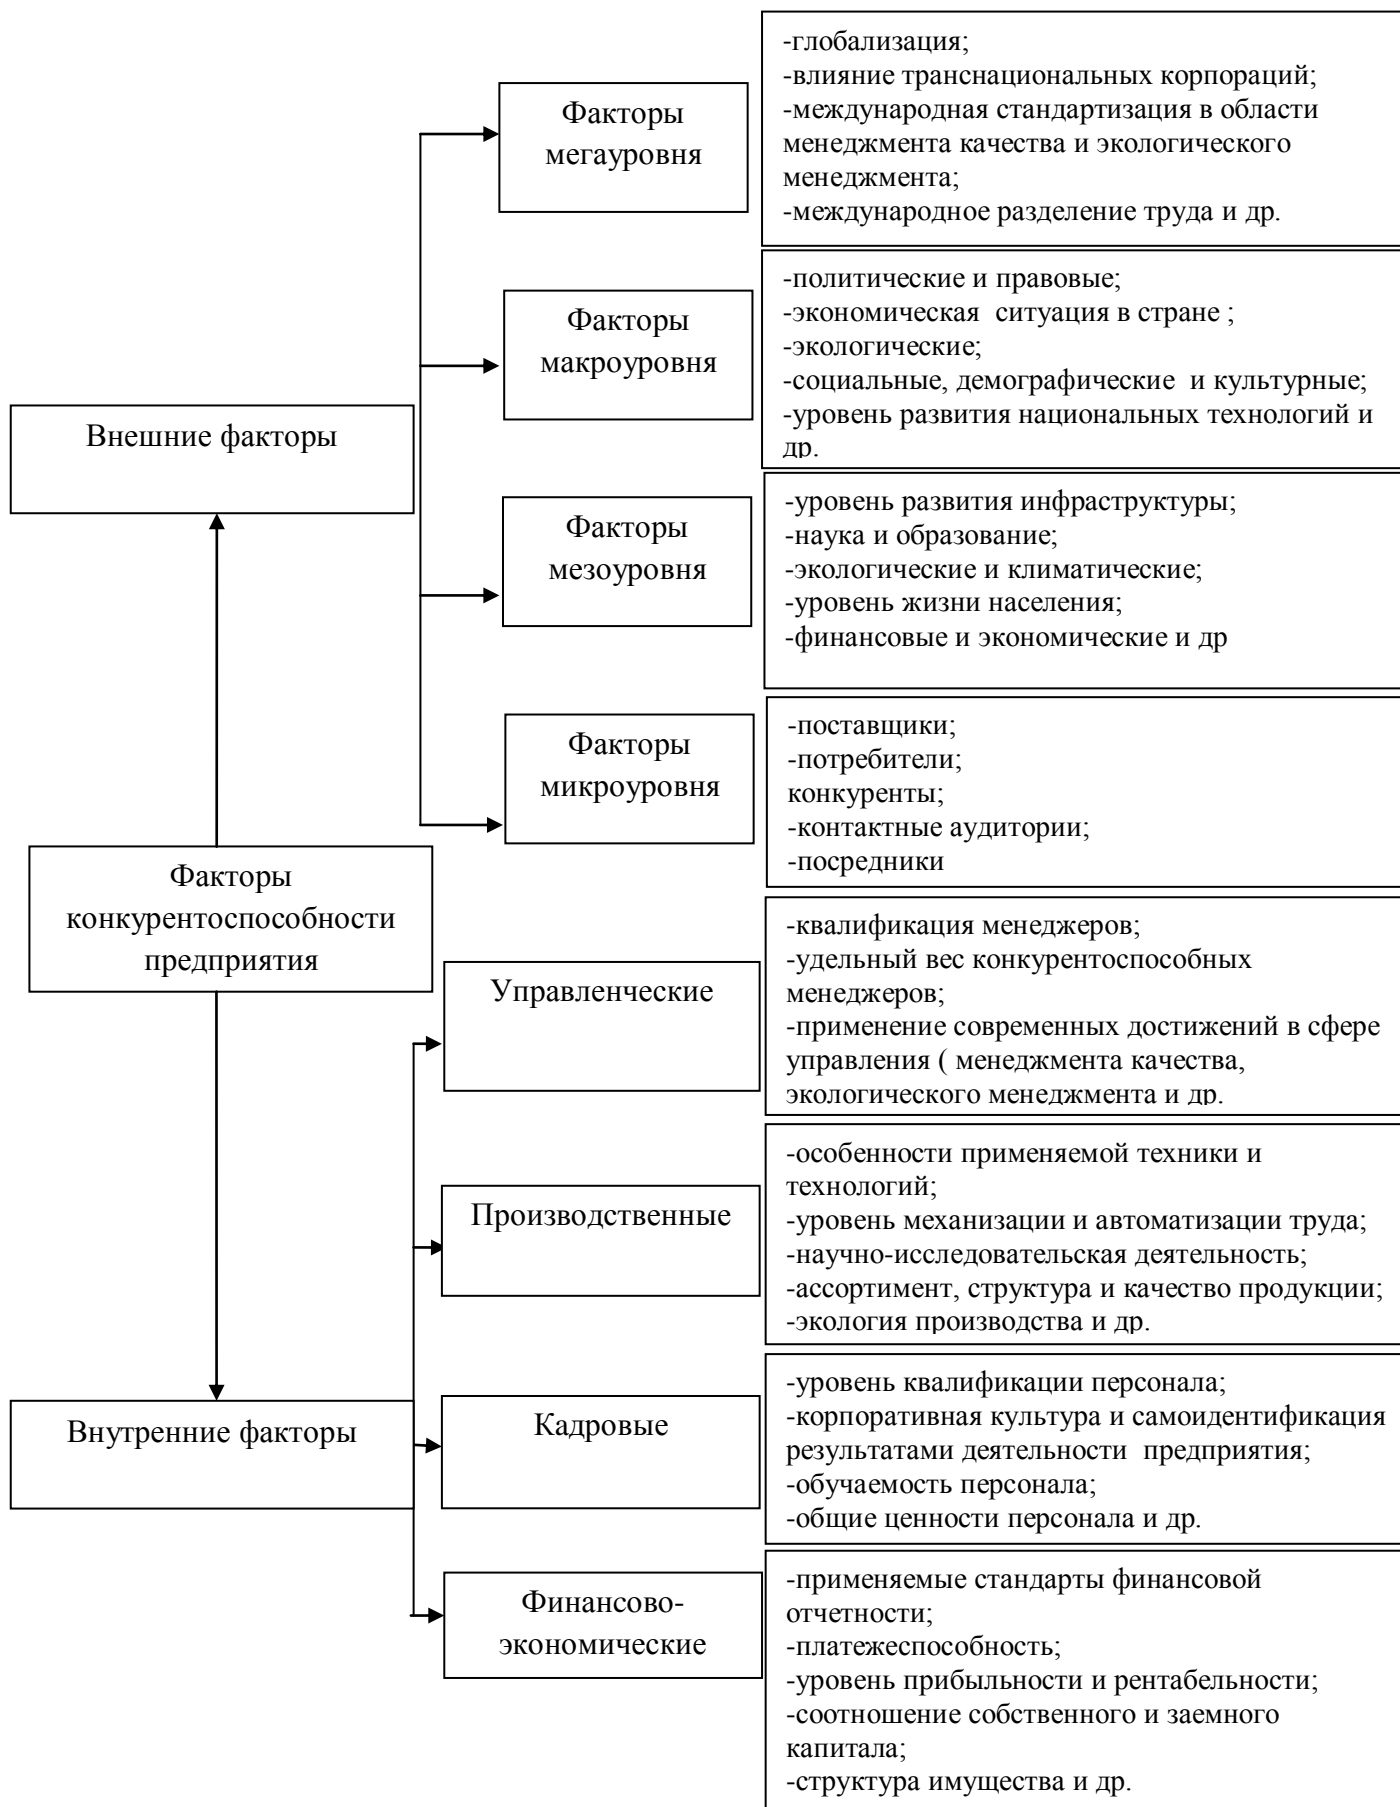 Факторы
мегауровня
-глобализация;
-влияние транснациональных корпораций;
-международная стандартизация в области
менеджмента качества и экологического
менеджмента;
-международное разделение труда и др.
Факторы
макроуровня
-политические и правовые;
-экономическая  ситуация в стране ;
-экологические;
-социальные, демографические  и культурные;
-уровень развития национальных технологий и
др.
Внешние факторы
Факторы
мезоуровня
-уровень развития инфраструктуры;
-наука и образование;
-экологические и климатические;
-уровень жизни населения;
-финансовые и экономические и др
Факторы
микроуровня
-поставщики;
-потребители;
конкуренты;
-контактные аудитории;
-посредники
Факторы
конкурентоспособности
предприятия
Управленческие
-квалификация менеджеров;
-удельный вес конкурентоспособных
менеджеров;
-применение современных достижений в сфере
управления ( менеджмента качества,
экологического менеджмента и др.
Производственные
-особенности применяемой техники и
технологий;
-уровень механизации и автоматизации труда;
-научно-исследовательская деятельность;
-ассортимент, структура и качество продукции;
-экология производства и др.
Внутренние факторы
Кадровые
-уровень квалификации персонала;
-корпоративная культура и самоидентификация
результатами деятельности  предприятия;
-обучаемость персонала;
-общие ценности персонала и др.
Финансово-
экономические
-применяемые стандарты финансовой
отчетности;
-платежеспособность;
-уровень прибыльности и рентабельности;
-соотношение собственного и заемного
капитала;
-структура имущества и др.